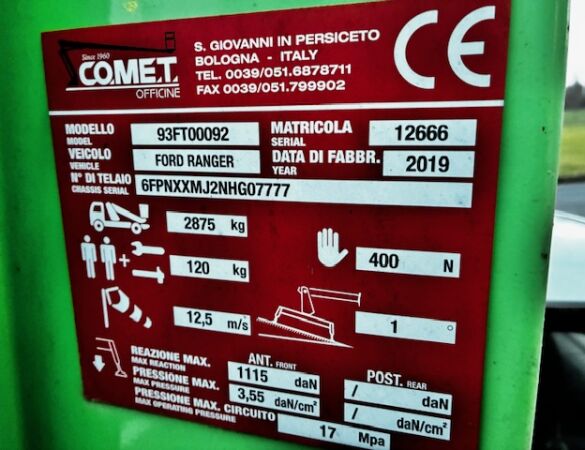 Since 1960
CO.ME.T.
OFFICINE
S. GIOVANNI IN PERSICETO
BOLOGNA - ITALY
TEL. 0039/051.6878711
FAX 0039/051.799902
CE
MODELLO
MODEL
93FT00092
MATRICOLA
SERIAL
12666
VEICOLO
VEHICLE
FORD RANGER
DATA DI FABBR.
YEAR
2019
N° DI TELAIO
CHASSIS SERIAL
6FPNXXMJ2NHG07777
2875 kg
120 kg
400 N
12,5 m/s
1 °
ANT. FRONT
POST. REAR
REAZIONE MAX.
MAX REACTION
1115 daN
/ daN
PRESSIONE MAX.
MAX PRESSURE
3,55 daN/cm²
/ daN/cm²
PRESSIONE MAX. CIRCUITO
MAX OPERATING PRESSURE
17 Mpa